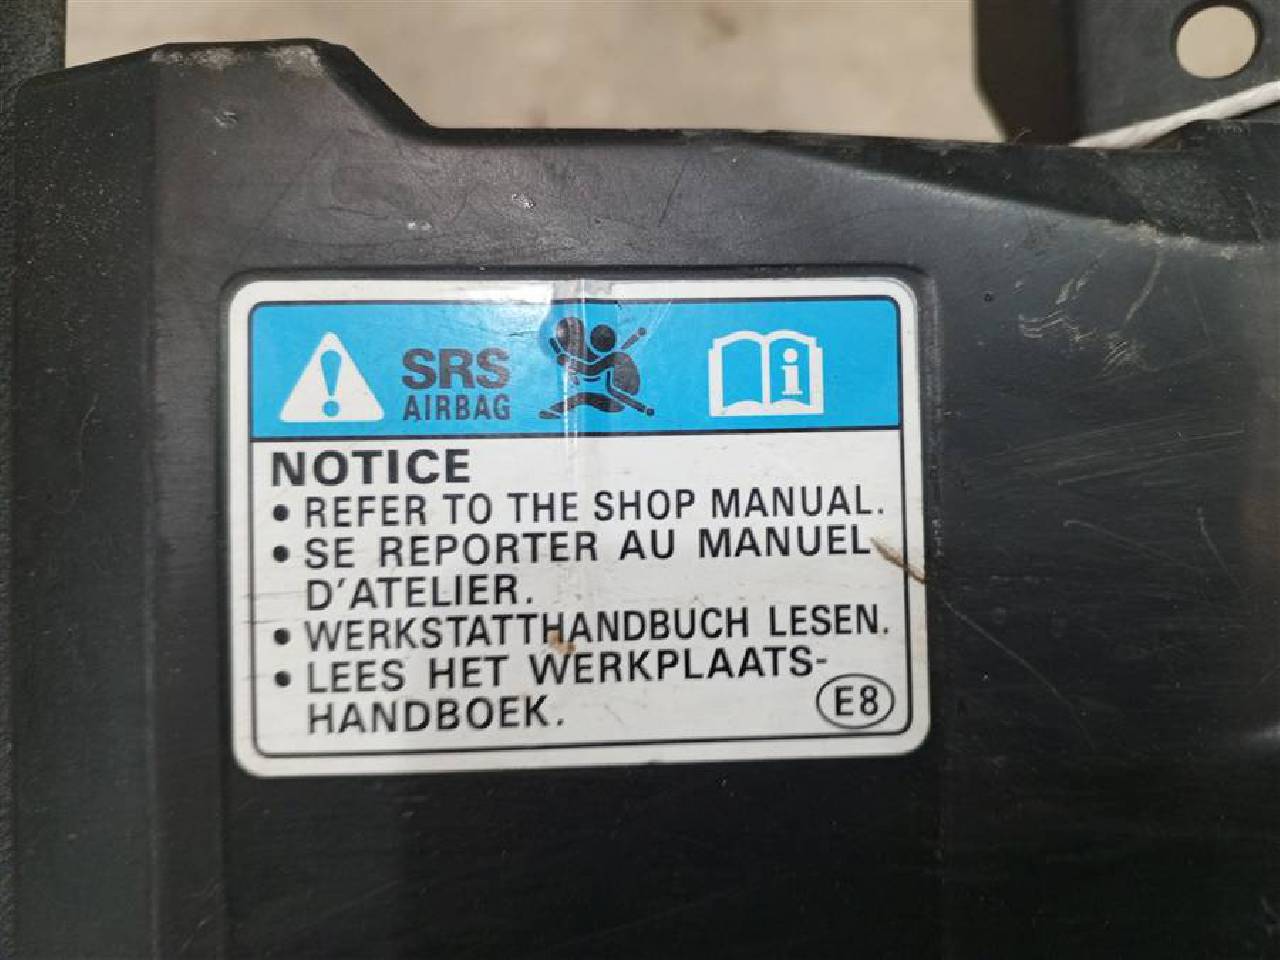 SRS
AIRBAG
NOTICE
• REFER TO THE SHOP MANUAL.
• SE REPORTER AU MANUEL
D'ATELIER.
• WERKSTATTHANDBUCH LESEN.
• LEES HET WERKPLAATS-
HANDBOEK.
E8